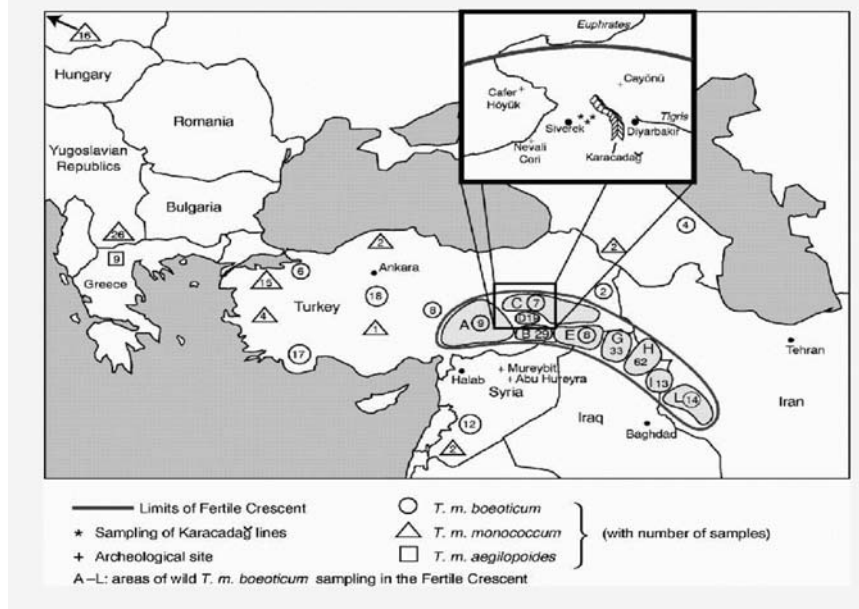 16
Euphrates
Hungary
Cayönü
Cafer
Höyük
Romania
Tigris
Siverek
Diyarbakir
Yugoslavian
Republics
Nevali
Cori
Karacadağ
Bulgaria
4
26
2
2
9
6
Ankara
15
2
Greece
Turkey
18
C 7
8
4
A 9
D 19
1
B 29
E 8
G
33
H
62
17
Halab
Mureybit
Abu Hureyra
I 13
Tehran
Syria
L 14
Iran
12
Iraq
Baghdad
2
Limits of Fertile Crescent
T. m. boeoticum
* Sampling of Karacadağ lines
T. m. monococcum
(with number of samples)
+ Archeological site
T. m. aegilopoides
A–L: areas of wild T. m. boeoticum sampling in the Fertile Crescent